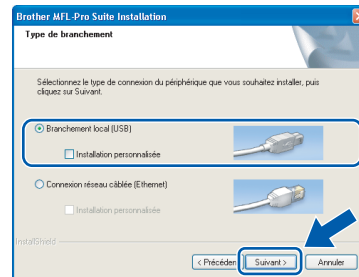 Brother MFL-Pro Suite Installation
Type de branchement
Sélectionnez le type de connexion du périphérique que vous souhaitez installer, puis
cliquez sur Suivant.
Branchement local (USB)
Installation personnalisée
Connexion réseau câblée (Ethernet)
Installation personnalisée
InstallShield
< Précéden
Suivant >
Annuler